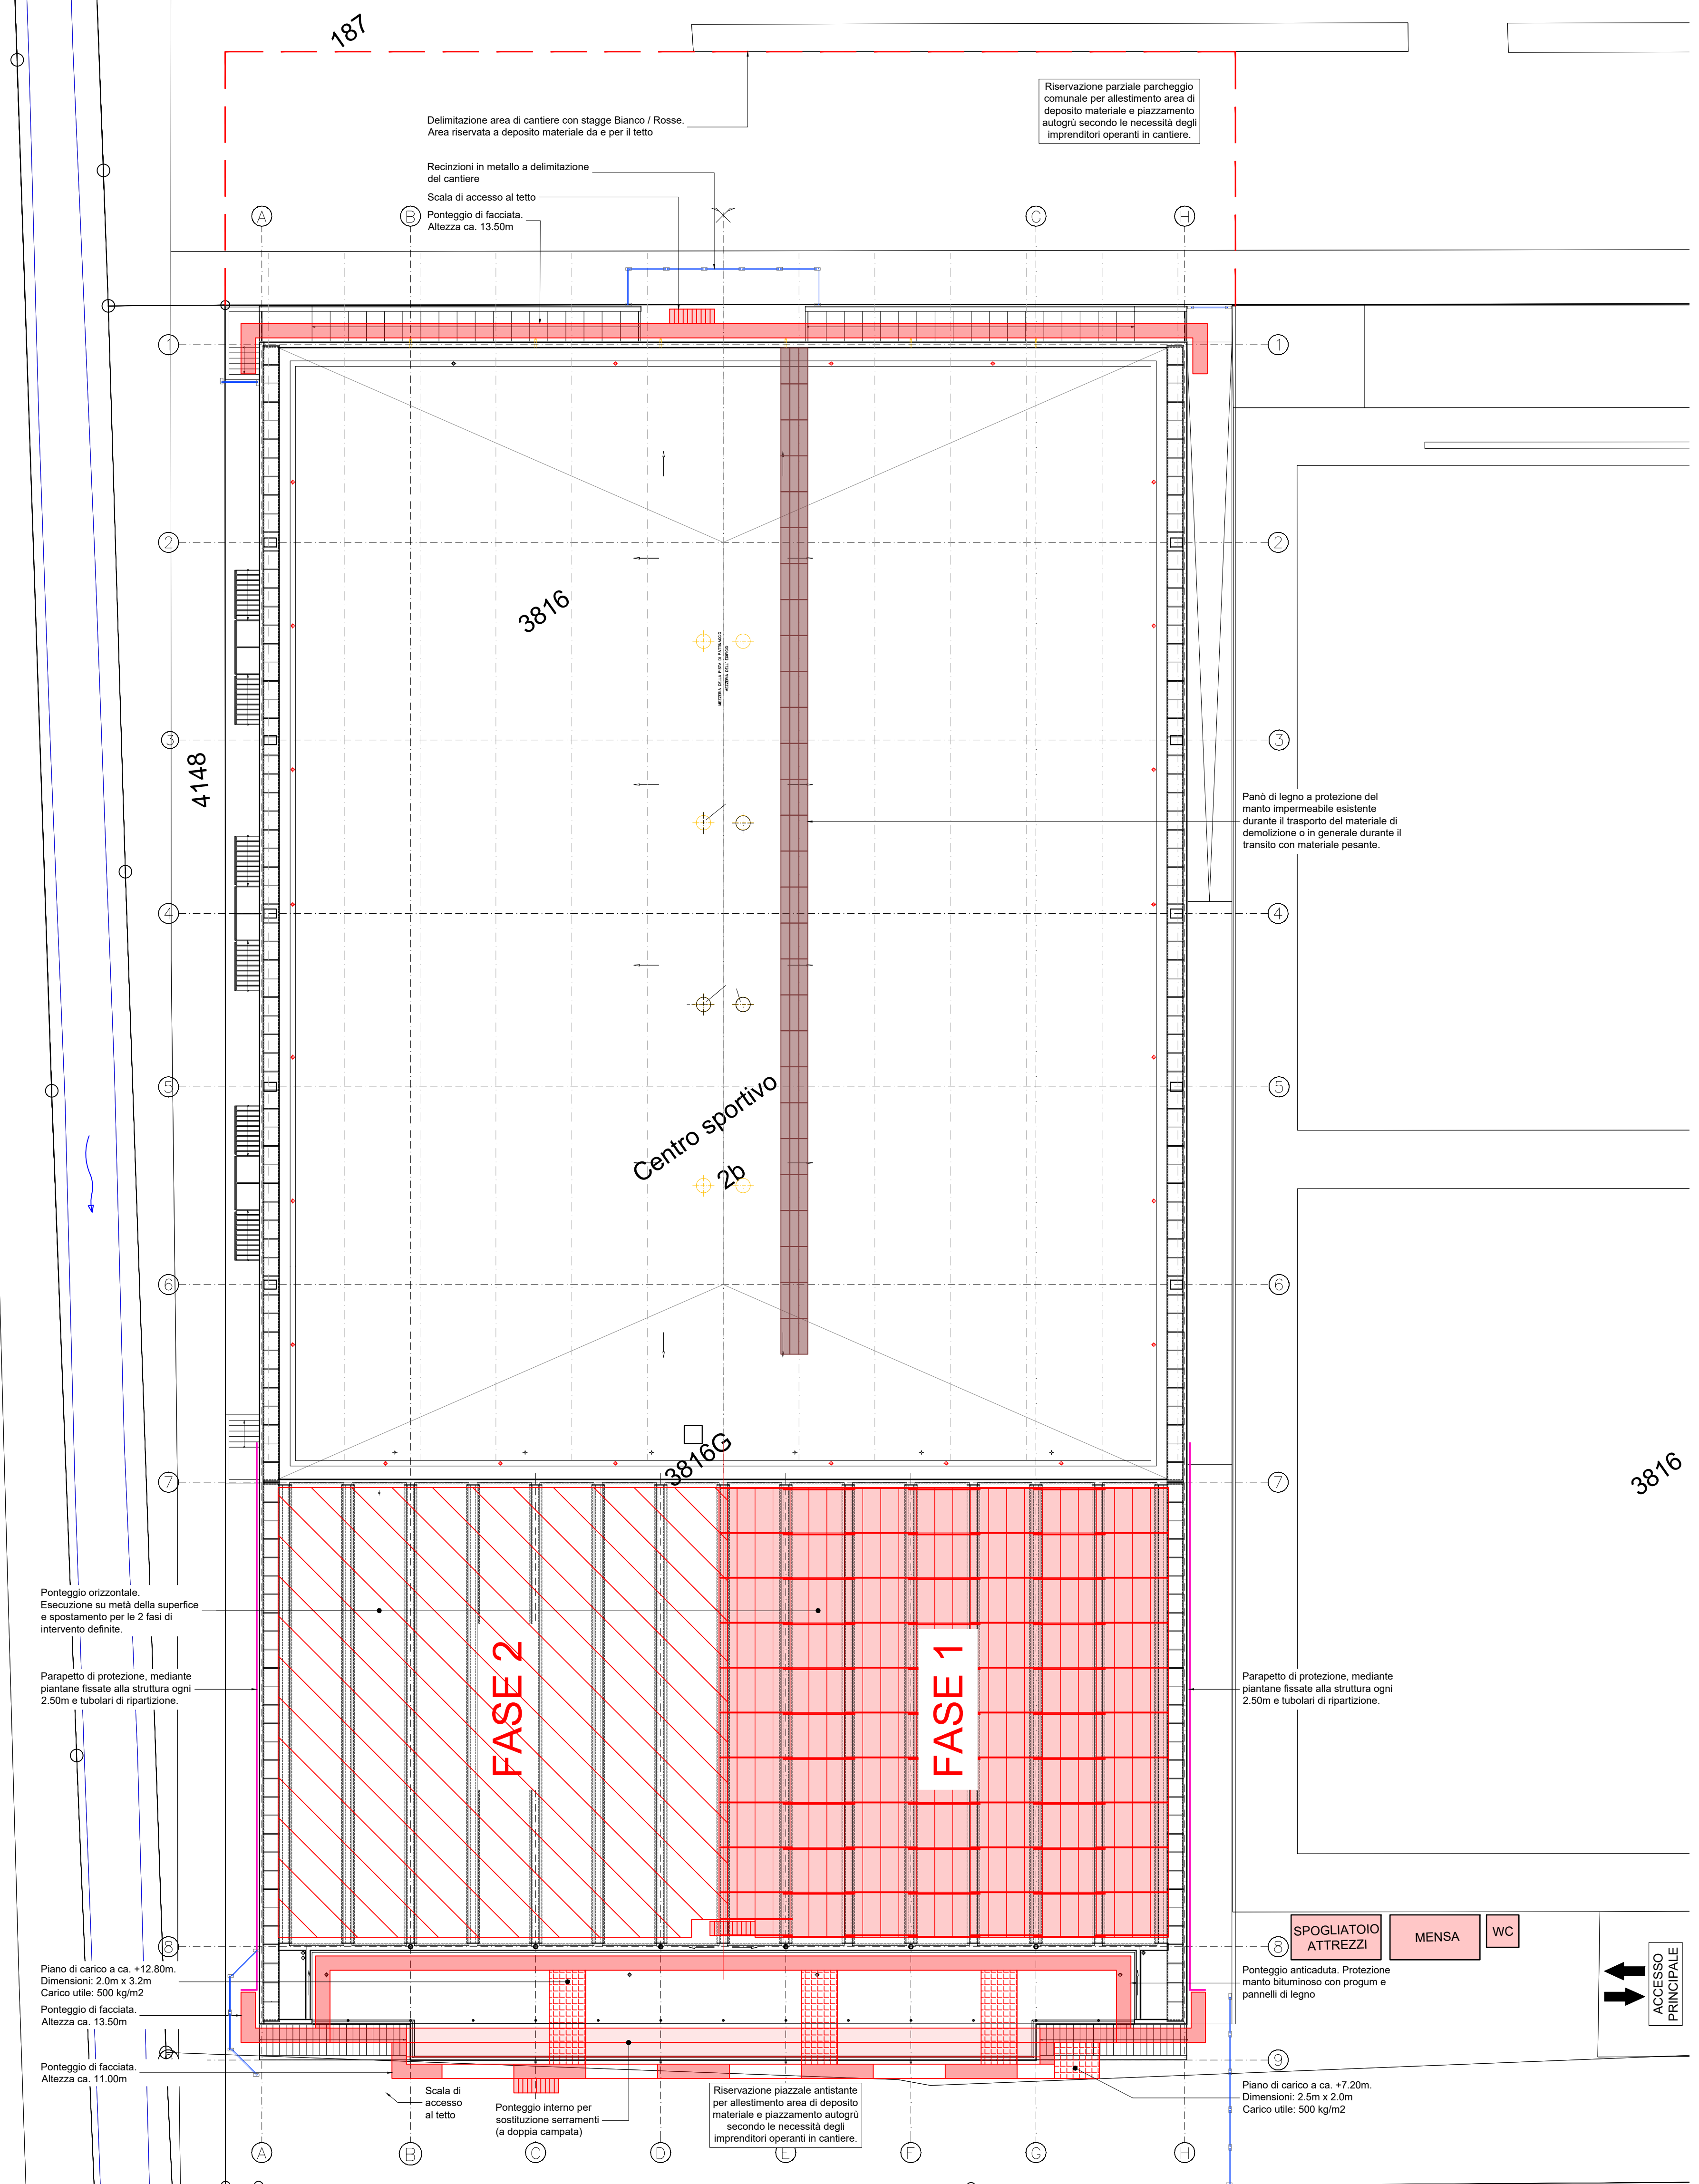 187
Delimitazione area di cantiere con stagge Bianco / Rosse.
Area riservata a deposito materiale da e per il tetto
Riservazione parziale parcheggio
comunale per allestimento area di
deposito materiale e piazzamento
autogrù secondo le necessità degli
imprenditori operanti in cantiere.
Recinzioni in metallo a delimitazione
del cantiere
Scala di accesso al tetto
Ponteggio di facciata.
Altezza ca. 13.50m
A
B
G
H
1
1
2
2
3816
MEZZERIA DELLA PISTA DI PATTINAGGIO
MEZZERIA DELL' EDIFICIO
3
3
4148
Panò di legno a protezione del
manto impermeabile esistente
durante il trasporto del materiale di
demolizione o in generale durante il
transito con materiale pesante.
4
4
5
5
Centro sportivo
2b
6
6
3816G
3816
7
7
Ponteggio orizzontale.
Esecuzione su metà della superfice
e spostamento per le 2 fasi di
intervento definite.
FASE 2
FASE 1
Parapetto di protezione, mediante
piantane fissate alla struttura ogni
2.50m e tubolari di ripartizione.
Parapetto di protezione, mediante
piantane fissate alla struttura ogni
2.50m e tubolari di ripartizione.
8
8
SPOGLIATOIO
ATTREZZI
MENSA
WC
ACCESSO
PRINCIPALE
Piano di carico a ca. +12.80m.
Dimensioni: 2.0m x 3.2m
Carico utile: 500 kg/m2
Ponteggio anticaduta. Protezione
manto bituminoso con progum e
pannelli di legno
Ponteggio di facciata.
Altezza ca. 13.50m
9
Ponteggio di facciata.
Altezza ca. 11.00m
Scala di
accesso
al tetto
Ponteggio interno per
sostituzione serramenti
(a doppia campata)
Riservazione piazzale antistante
per allestimento area di deposito
materiale e piazzamento autogrù
secondo le necessità degli
imprenditori operanti in cantiere.
Piano di carico a ca. +7.20m.
Dimensioni: 2.5m x 2.0m
Carico utile: 500 kg/m2
A
B
C
D
E
F
G
H